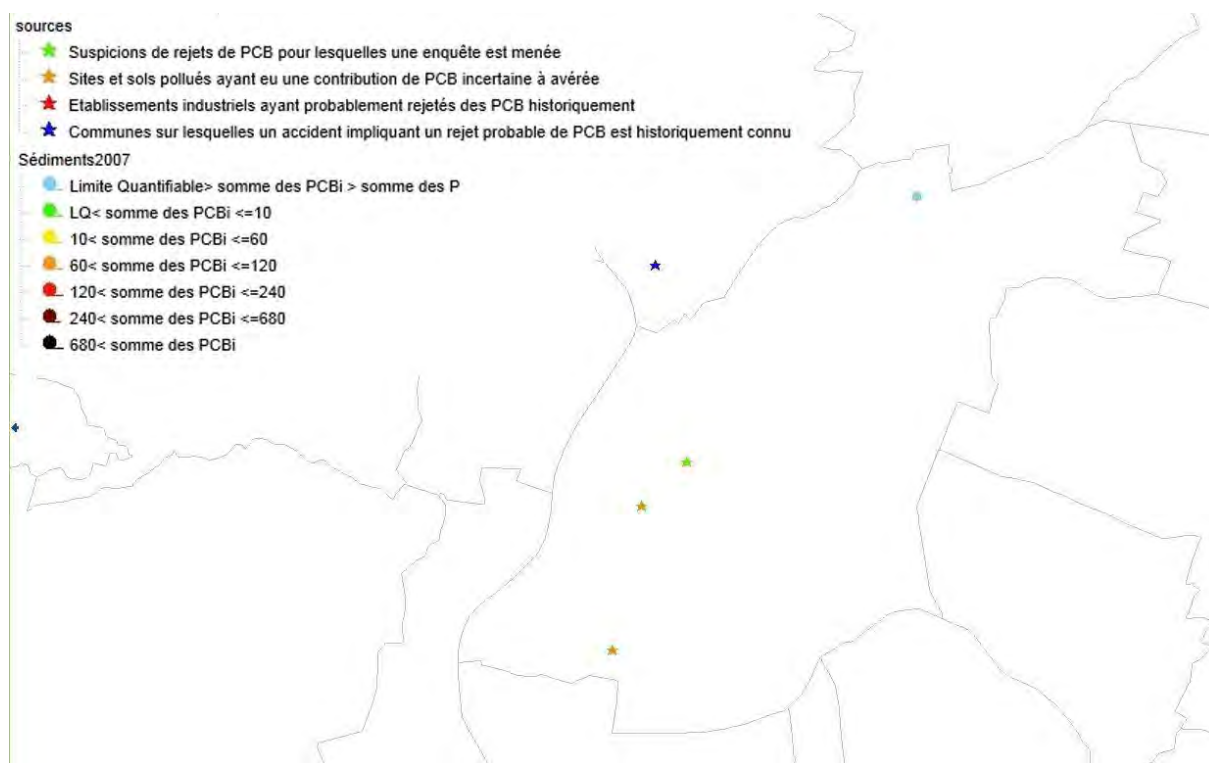 sources
Suspicions de rejets de PCB pour lesquelles une enquête est menée
Sites et sols pollués ayant eu une contribution de PCB incertaine à avérée
Etablissements industriels ayant probablement rejetés des PCB historiquement
Communes sur lesquelles un accident impliquant un rejet probable de PCB est historiquement connu
Sédiments2007
Limite Quantifiable> somme des PCBi > somme des P
LQ< somme des PCBi <=10
10< somme des PCBi <=60
60< somme des PCBi <=120
120< somme des PCBi <=240
240< somme des PCBi <=680
680< somme des PCBi